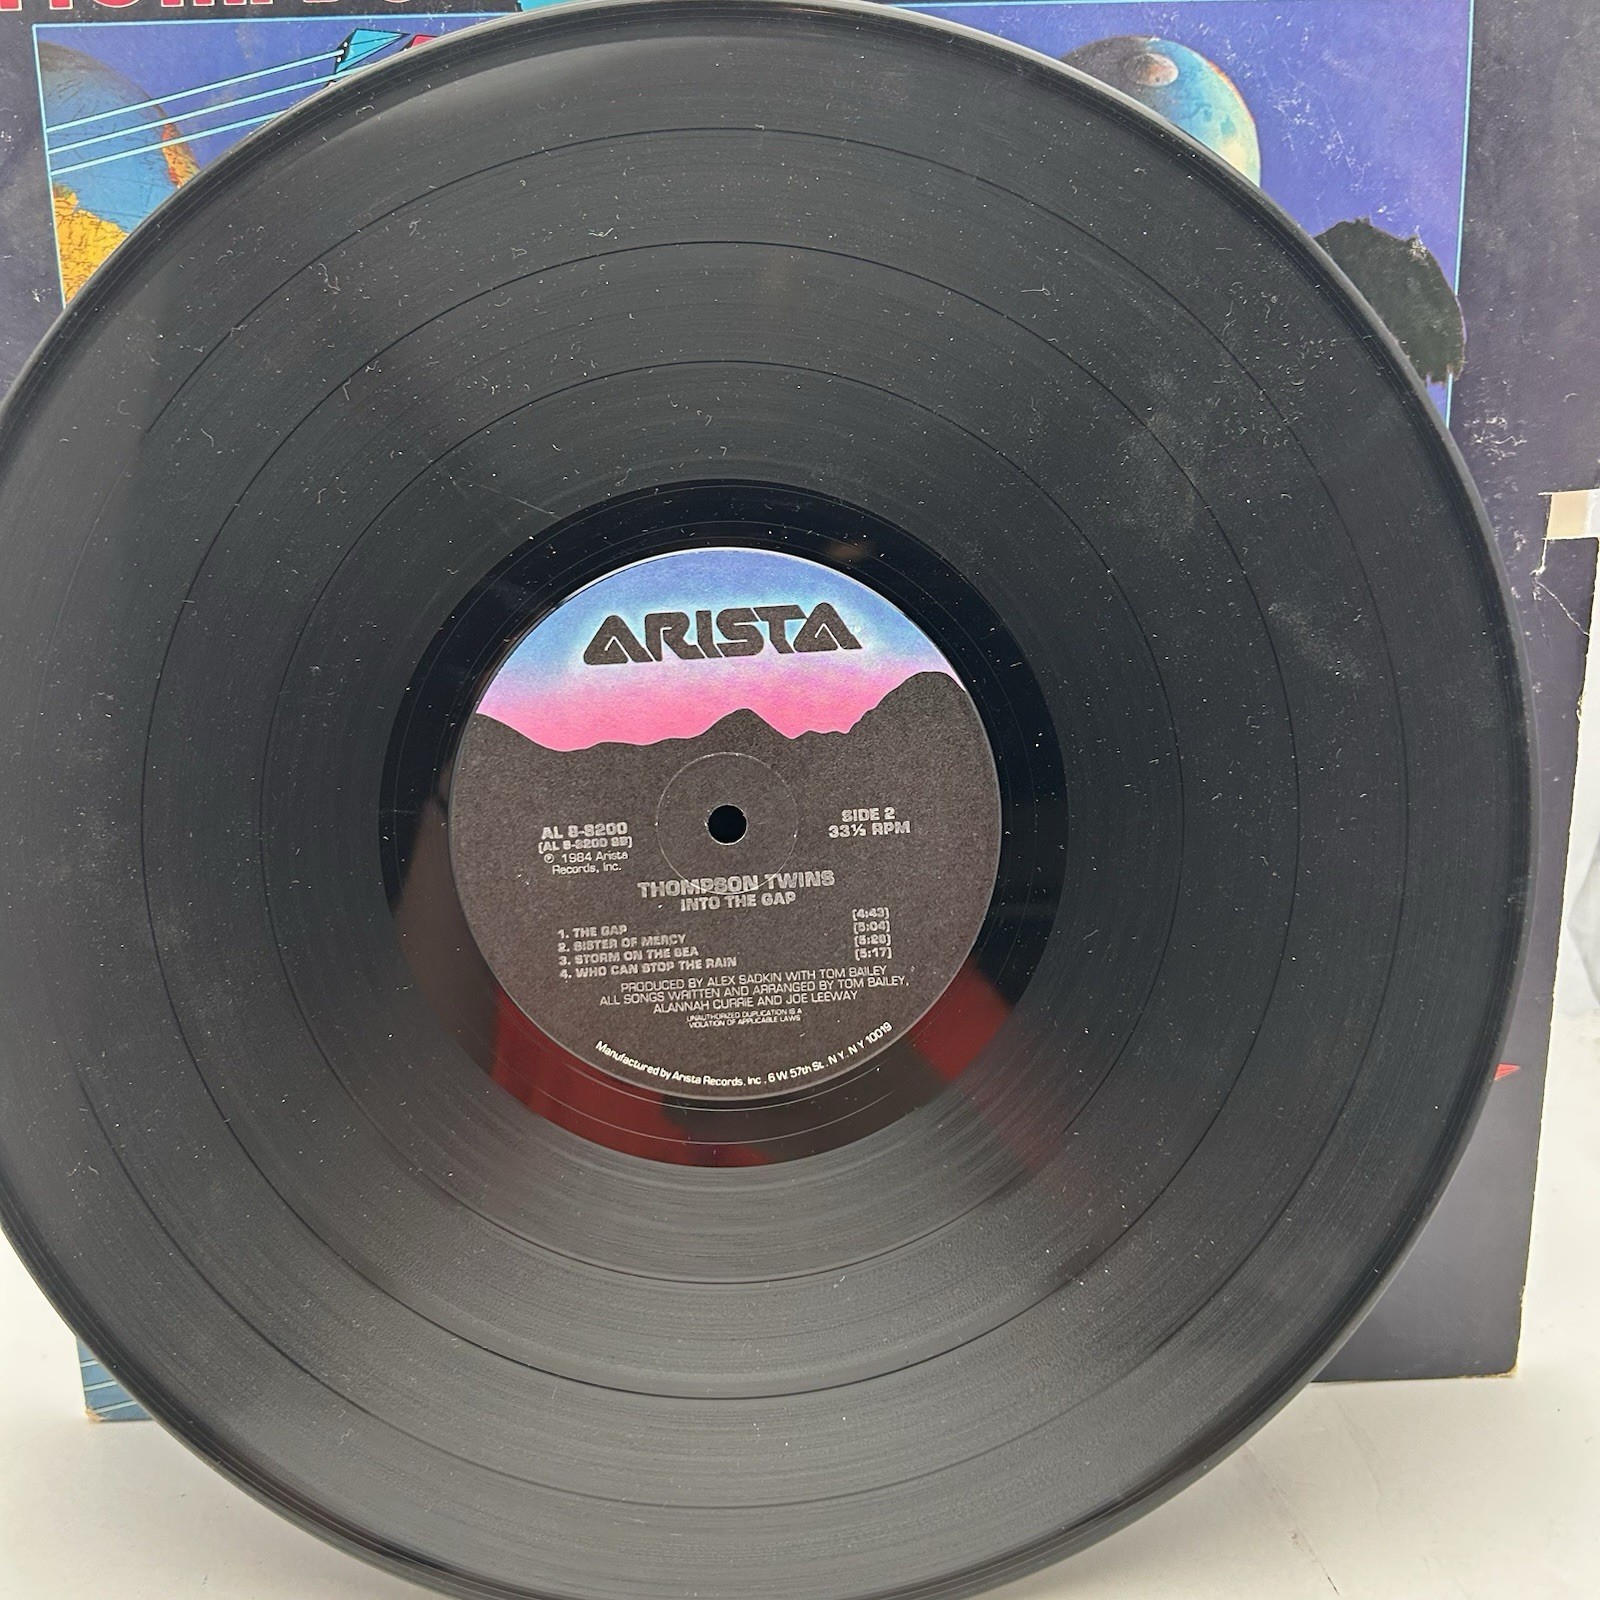 ARISTA
AL 8-8200
(AL 8-8200 SB)
℗ 1984 Arista
Records, Inc.
SIDE 2
33⅓ RPM
THOMPSON TWINS
INTO THE GAP
1. THE GAP (4:43)
2. SISTER OF MERCY (5:04)
3. STORM ON THE SEA (5:28)
4. WHO CAN STOP THE RAIN (5:17)
PRODUCED BY ALEX SADKIN WITH TOM BAILEY
ALL SONGS WRITTEN AND ARRANGED BY TOM BAILEY,
ALANNAH CURRIE AND JOE LEEWAY
UNAUTHORIZED DUPLICATION IS A
VIOLATION OF APPLICABLE LAWS
Manufactured by Arista Records, Inc., 6 W. 57th St., N.Y., N.Y. 10019